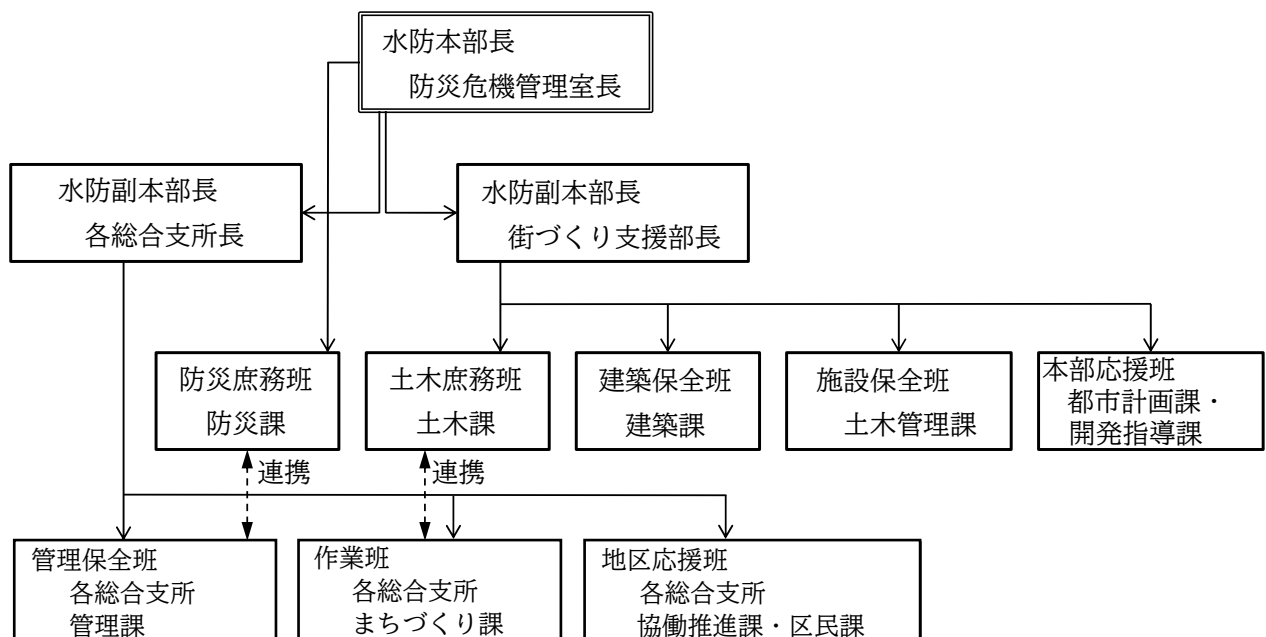 水防本部長
防災危機管理室長
水防副本部長
各総合支所長
水防副本部長
街づくり支援部長
防災庶務班
防災課
土木庶務班
土木課
建築保全班
建築課
施設保全班
土木管理課
本部応援班
都市計画課・
開発指導課
連携
連携
管理保全班
各総合支所
管理課
作業班
各総合支所
まちづくり課
地区応援班
各総合支所
協働推進課・区民課